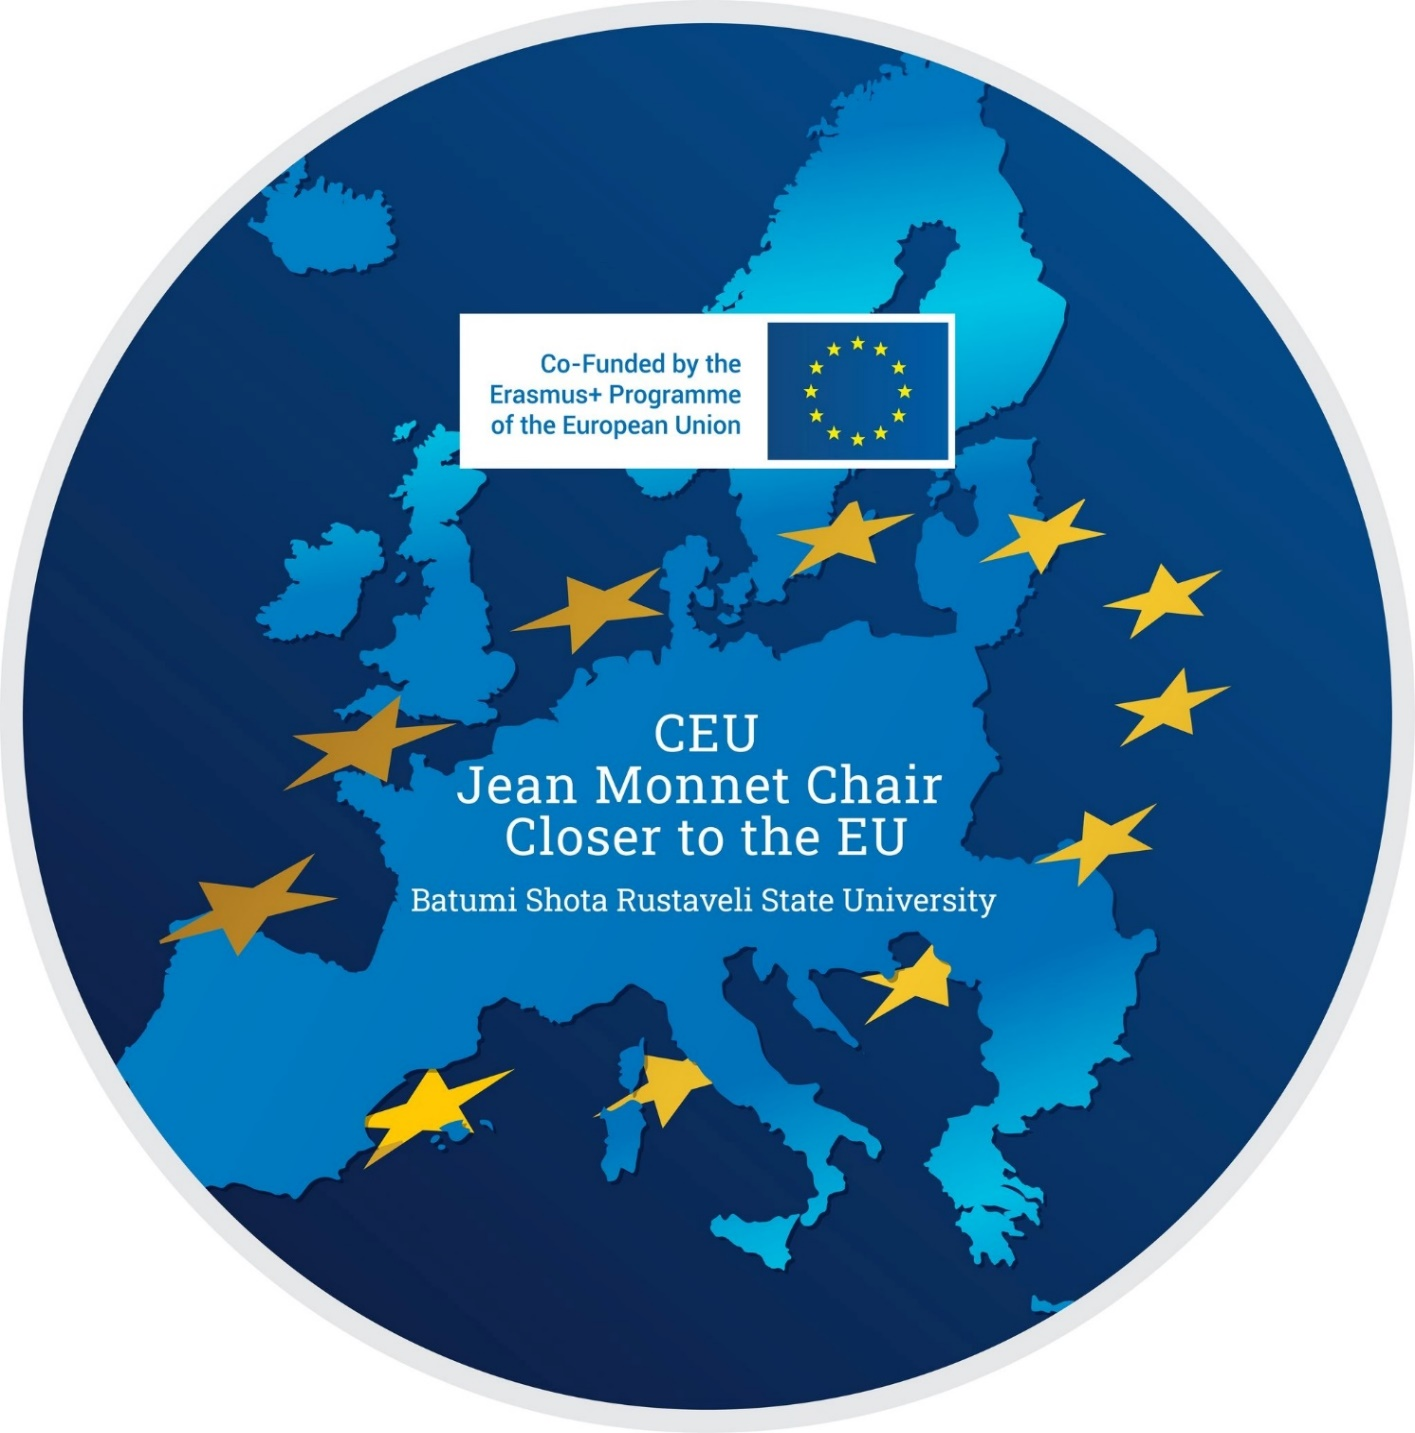 Co-Funded by the
Erasmus+ Programme
of the European Union
CEU
Jean Monnet Chair
Closer to the EU
Batumi Shota Rustaveli State University